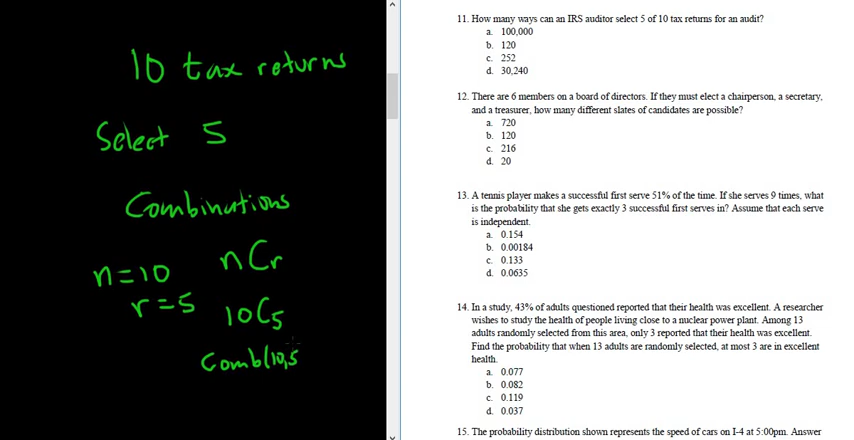 10 tax returns
Select 5
Combinations
n=10 nCr
r=5 10C5
Comb(10,5
11. How many ways can an IRS auditor select 5 of 10 tax returns for an audit?
a. 100,000
b. 120
c. 252
d. 30,240
12. There are 6 members on a board of directors. If they must elect a chairperson, a secretary,
and a treasurer, how many different slates of candidates are possible?
a. 720
b. 120
c. 216
d. 20
13. A tennis player makes a successful first serve 51% of the time. If she serves 9 times, what
is the probability that she gets exactly 3 successful first serves in? Assume that each serve
is independent.
a. 0.154
b. 0.00184
c. 0.133
d. 0.0635
14. In a study, 43% of adults questioned reported that their health was excellent. A researcher
wishes to study the health of people living close to a nuclear power plant. Among 13
adults randomly selected from this area, only 3 reported that their health was excellent.
Find the probability that when 13 adults are randomly selected, at most 3 are in excellent
health.
a. 0.077
b. 0.082
c. 0.119
d. 0.037
15. The probability distribution shown represents the speed of cars on I-4 at 5:00pm. Answer